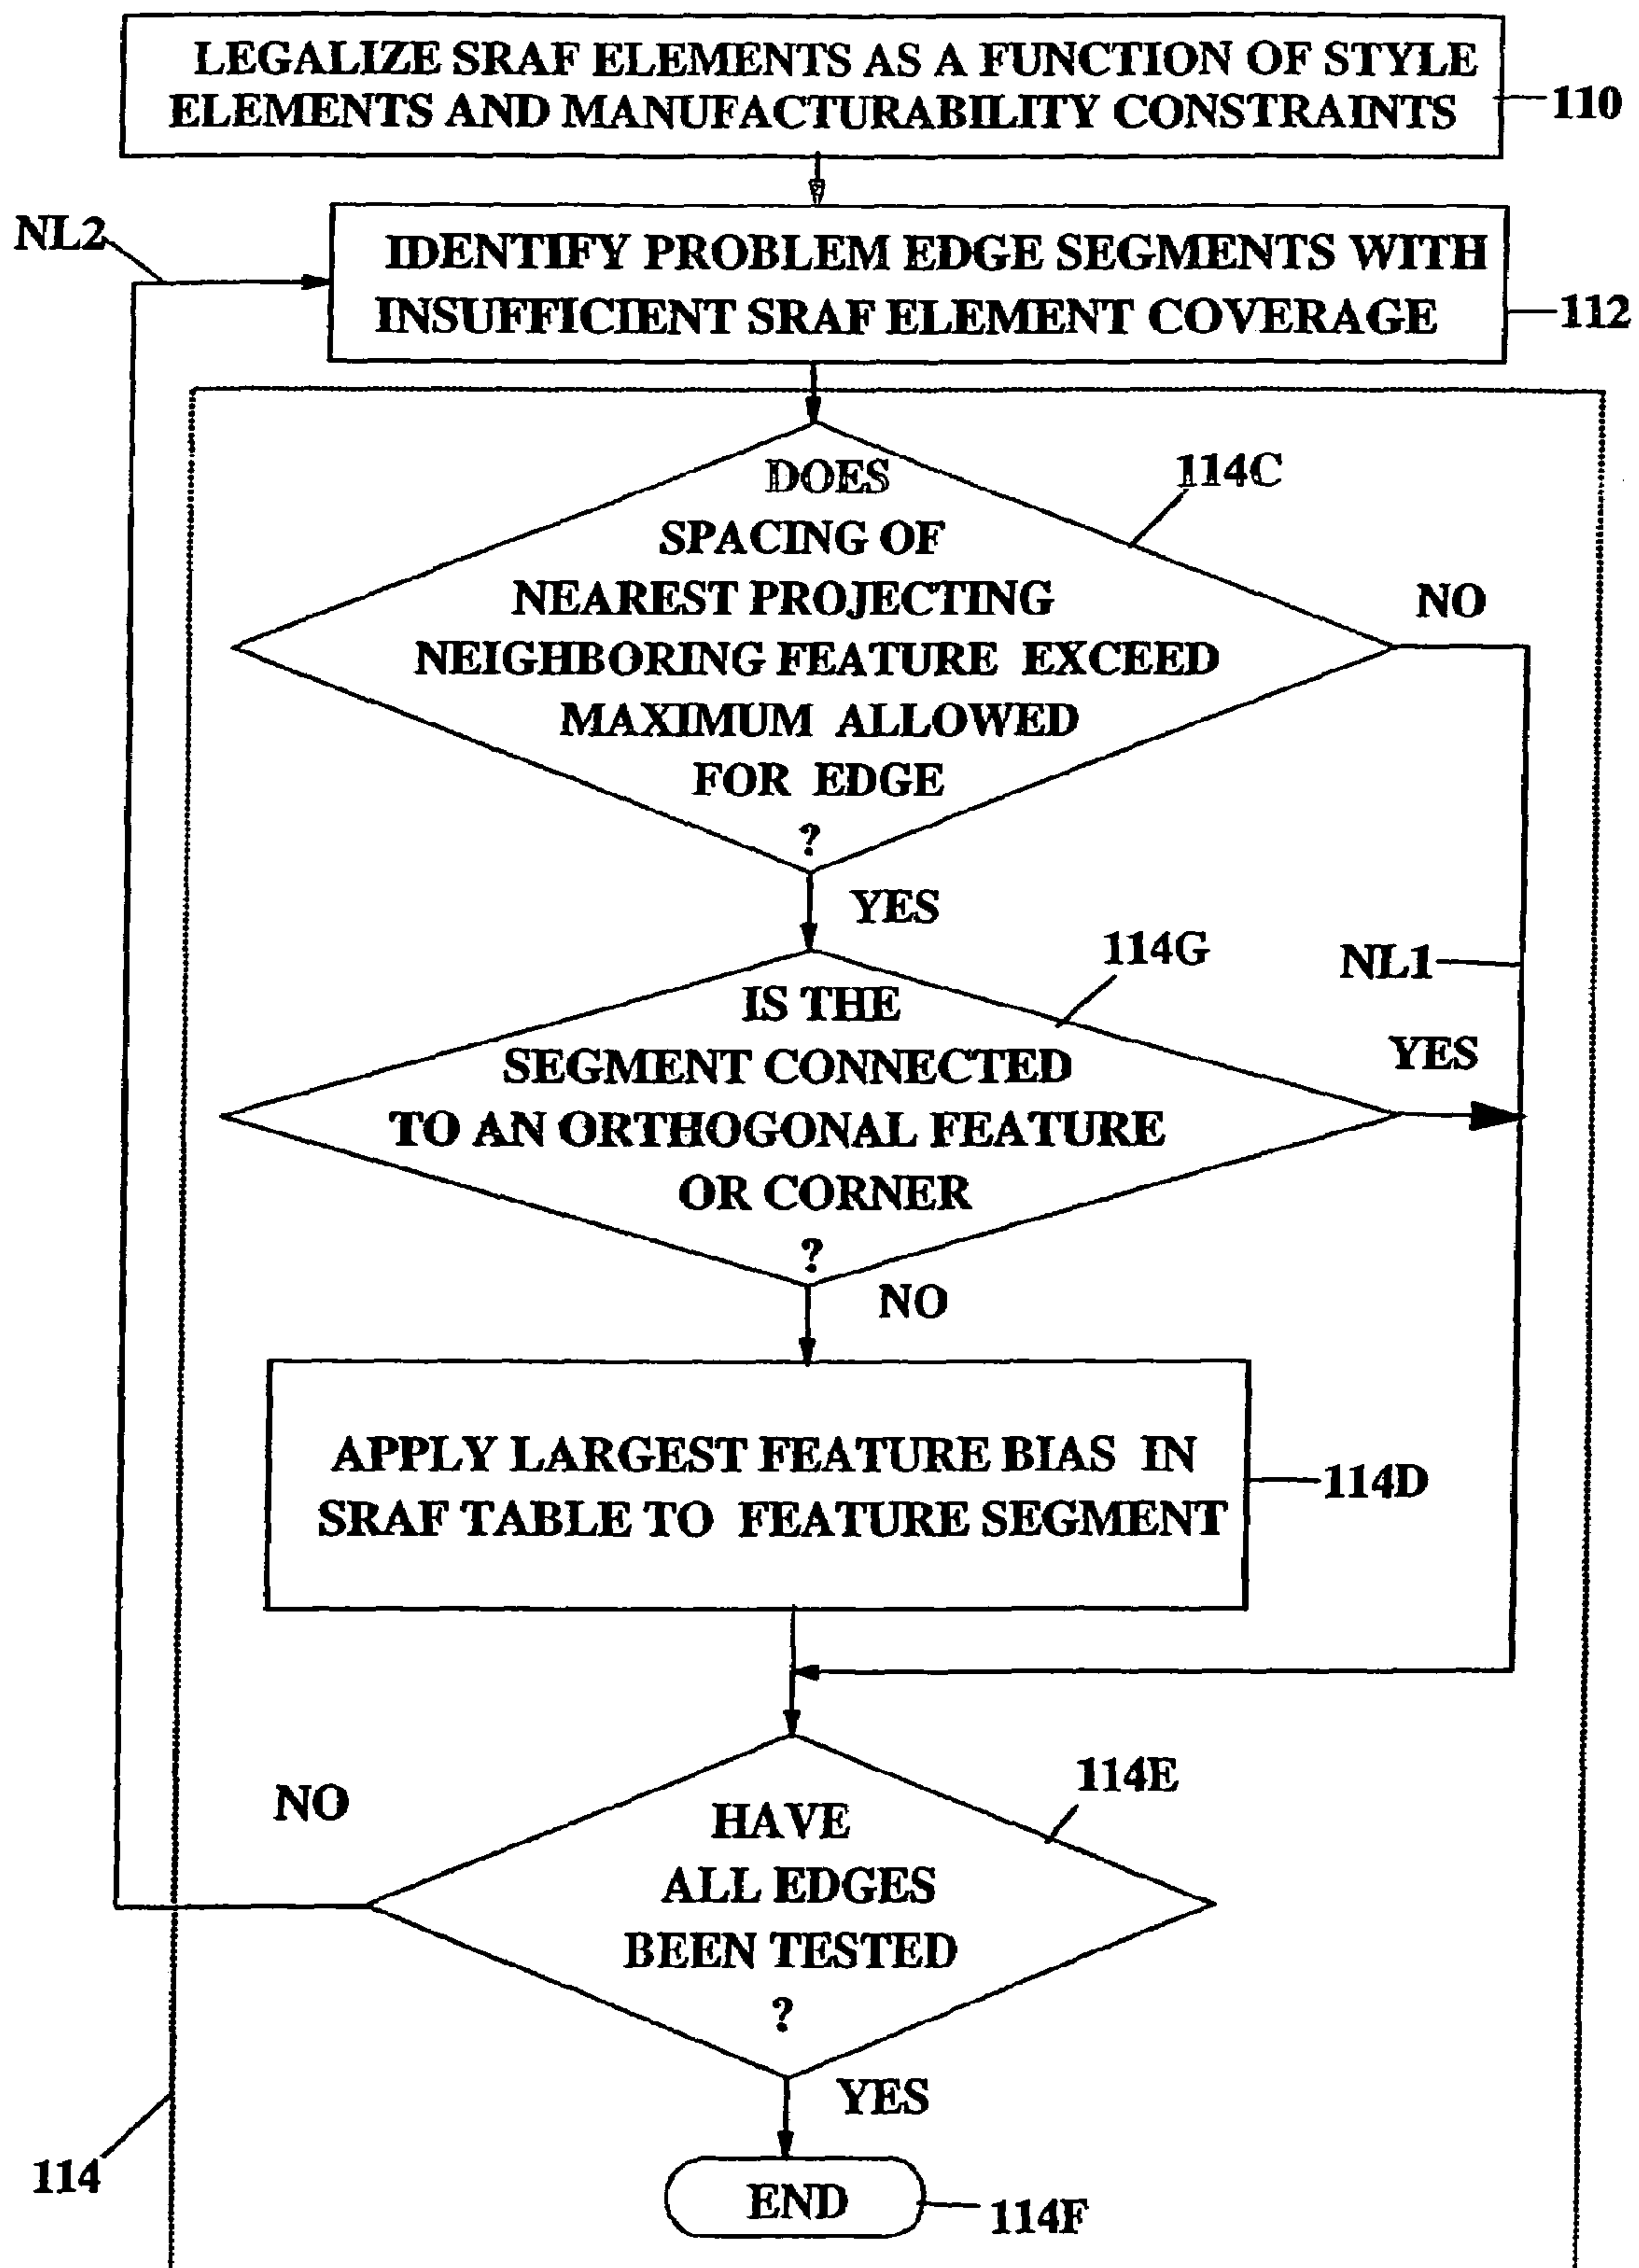 LEGALIZE SRAF ELEMENTS AS A FUNCTION OF STYLE
ELEMENTS AND MANUFACTURABILITY CONSTRAINTS
110
NL2
IDENTIFY PROBLEM EDGE SEGMENTS WITH
INSUFFICIENT SRAF ELEMENT COVERAGE
112
DOES
SPACING OF
NEAREST PROJECTING
NEIGHBORING FEATURE EXCEED
MAXIMUM ALLOWED
FOR EDGE
?
114C
NO
YES
NL1
IS THE
SEGMENT CONNECTED
TO AN ORTHOGONAL FEATURE
OR CORNER
?
114G
YES
NO
APPLY LARGEST FEATURE BIAS IN
SRAF TABLE TO FEATURE SEGMENT
114D
HAVE
ALL EDGES
BEEN TESTED
?
114E
NO
YES
114
END
114F